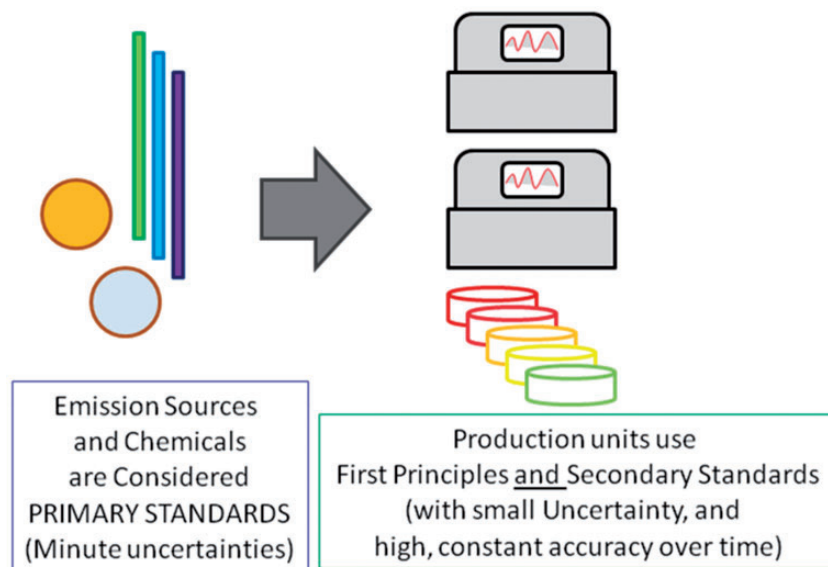 Emission Sources
and Chemicals
are Considered
PRIMARY STANDARDS
(Minute uncertainties)
Production units use
First Principles and Secondary Standards
(with small Uncertainty, and
high, constant accuracy over time)